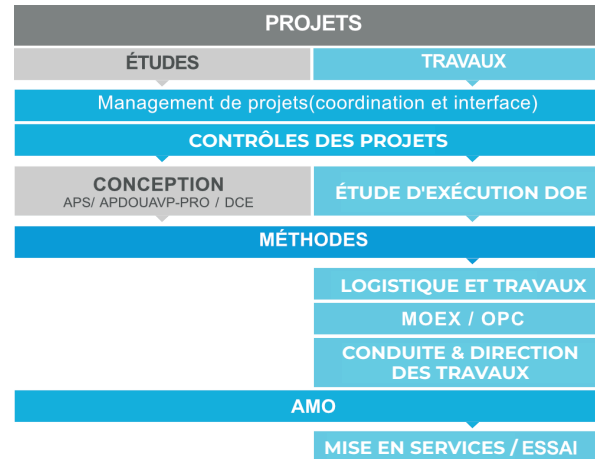 PROJETS
ÉTUDES
TRAVAUX
Management de projets(coordination et interface)
CONTRÔLES DES PROJETS
CONCEPTION
APS/ APDOUAVP-PRO / DCE
ÉTUDE D'EXÉCUTION DOE
MÉTHODES
LOGISTIQUE ET TRAVAUX
MOEX / OPC
CONDUITE & DIRECTION
DES TRAVAUX
AMO
MISE EN SERVICES / ESSAI